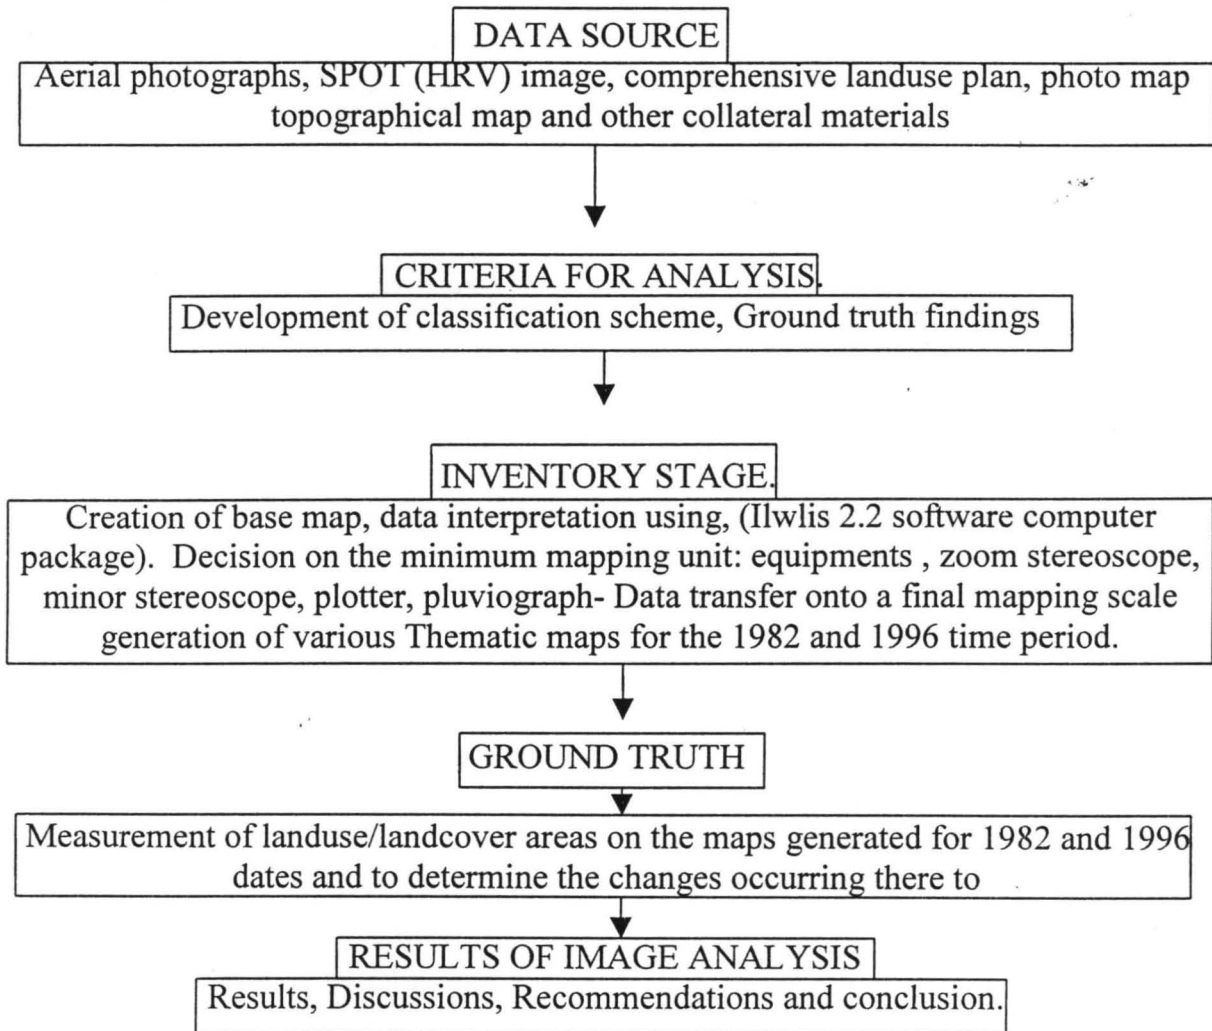 DATA SOURCE
Aerial photographs, SPOT (HRV) image, comprehensive landuse plan, photo map
topographical map and other collateral materials
CRITERIA FOR ANALYSIS.
Development of classification scheme, Ground truth findings
INVENTORY STAGE.
Creation of base map, data interpretation using, (Ilwlis 2.2 software computer
package). Decision on the minimum mapping unit: equipments , zoom stereoscope,
minor stereoscope, plotter, pluviograph- Data transfer onto a final mapping scale
generation of various Thematic maps for the 1982 and 1996 time period.
GROUND TRUTH
Measurement of landuse/landcover areas on the maps generated for 1982 and 1996
dates and to determine the changes occurring there to
RESULTS OF IMAGE ANALYSIS
Results, Discussions, Recommendations and conclusion.